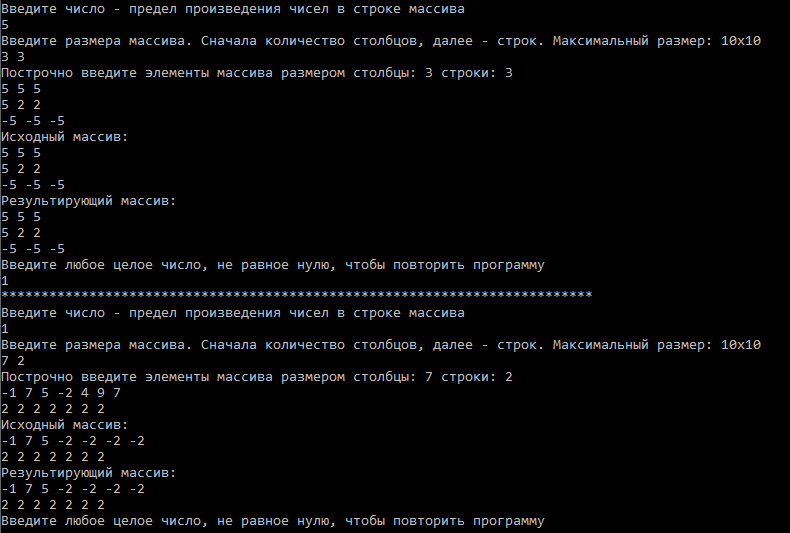 Введите число - предел произведения чисел в строке массива
5
Введите размера массива. Сначала количество столбцов, далее - строк. Максимальный размер: 10x10
3 3
Построчно введите элементы массива размером столбцы: 3 строки: 3
5 5 5
5 2 2
-5 -5 -5
Исходный массив:
5 5 5
5 2 2
-5 -5 -5
Результирующий массив:
5 5 5
5 2 2
-5 -5 -5
Введите любое целое число, не равное нулю, чтобы повторить программу
1
**************************************************************************
Введите число - предел произведения чисел в строке массива
1
Введите размера массива. Сначала количество столбцов, далее - строк. Максимальный размер: 10x10
7 2
Построчно введите элементы массива размером столбцы: 7 строки: 2
-1 7 5 -2 4 9 7
2 2 2 2 2 2 2
Исходный массив:
-1 7 5 -2 -2 -2 -2
2 2 2 2 2 2 2
Результирующий массив:
-1 7 5 -2 -2 -2 -2
2 2 2 2 2 2 2
Введите любое целое число, не равное нулю, чтобы повторить программу